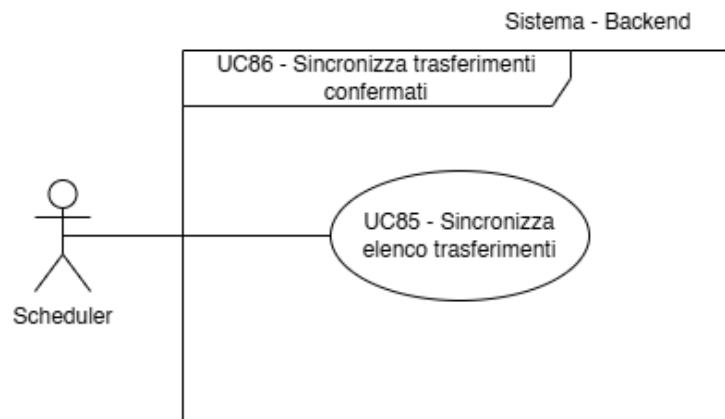 Sistema - Backend
UC86 - Sincronizza trasferimenti
confermati
UC85 - Sincronizza
elenco trasferimenti
Scheduler